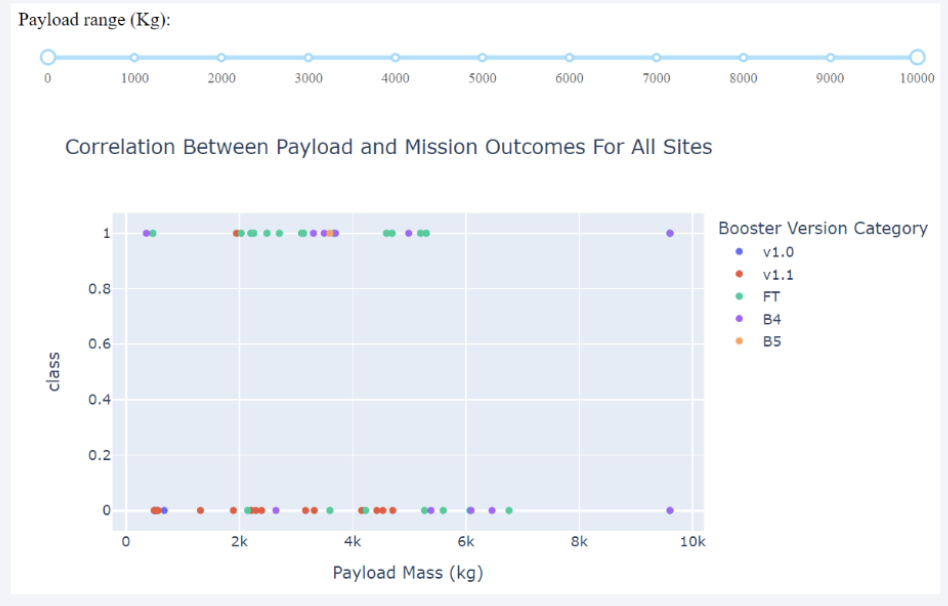 Payload range (Kg):
0 1000 2000 3000 4000 5000 6000 7000 8000 9000 10000
Correlation Between Payload and Mission Outcomes For All Sites
Booster Version Category
v1.0
v1.1
FT
B4
B5
class
1
0.8
0.6
0.4
0.2
0
0 2k 4k 6k 8k 10k
Payload Mass (kg)